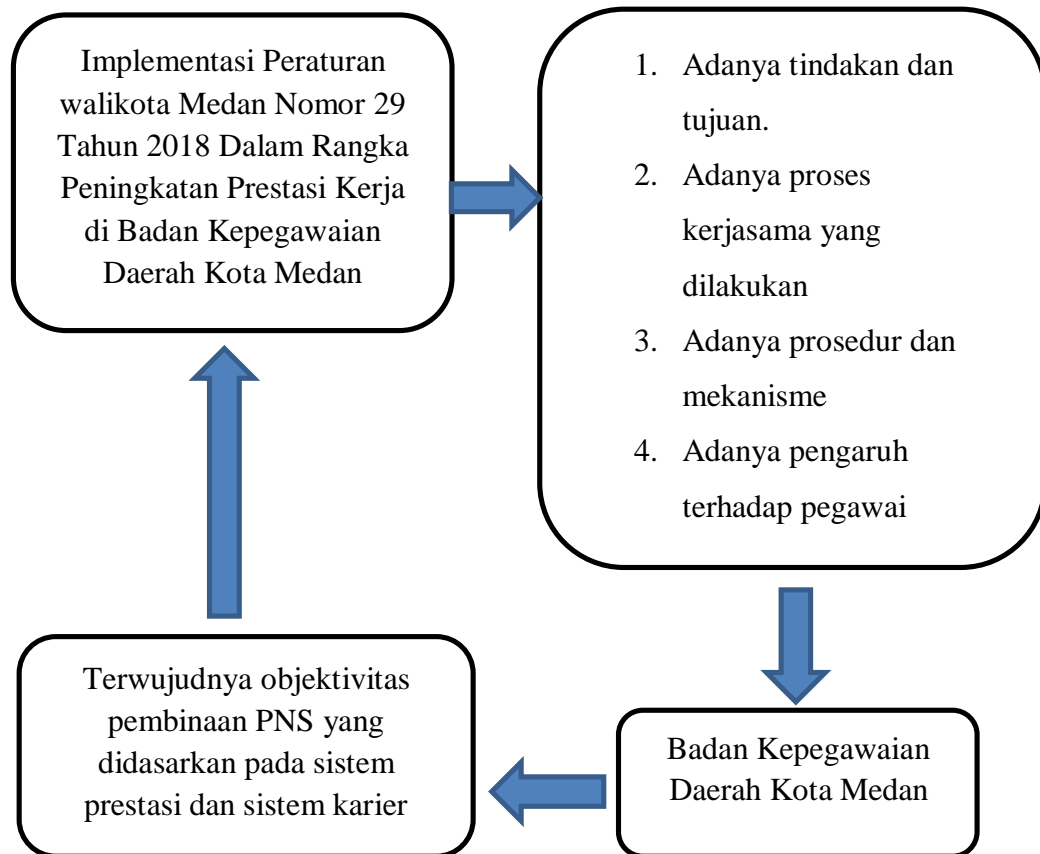 Implementasi Peraturan
walikota Medan Nomor 29
Tahun 2018 Dalam Rangka
Peningkatan Prestasi Kerja
di Badan Kepegawaian
Daerah Kota Medan
1. Adanya tindakan dan
tujuan.
2. Adanya proses
kerjasama yang
dilakukan
3. Adanya prosedur dan
mekanisme
4. Adanya pengaruh
terhadap pegawai
Badan Kepegawaian
Daerah Kota Medan
Terwujudnya objektivitas
pembinaan PNS yang
didasarkan pada sistem
prestasi dan sistem karier